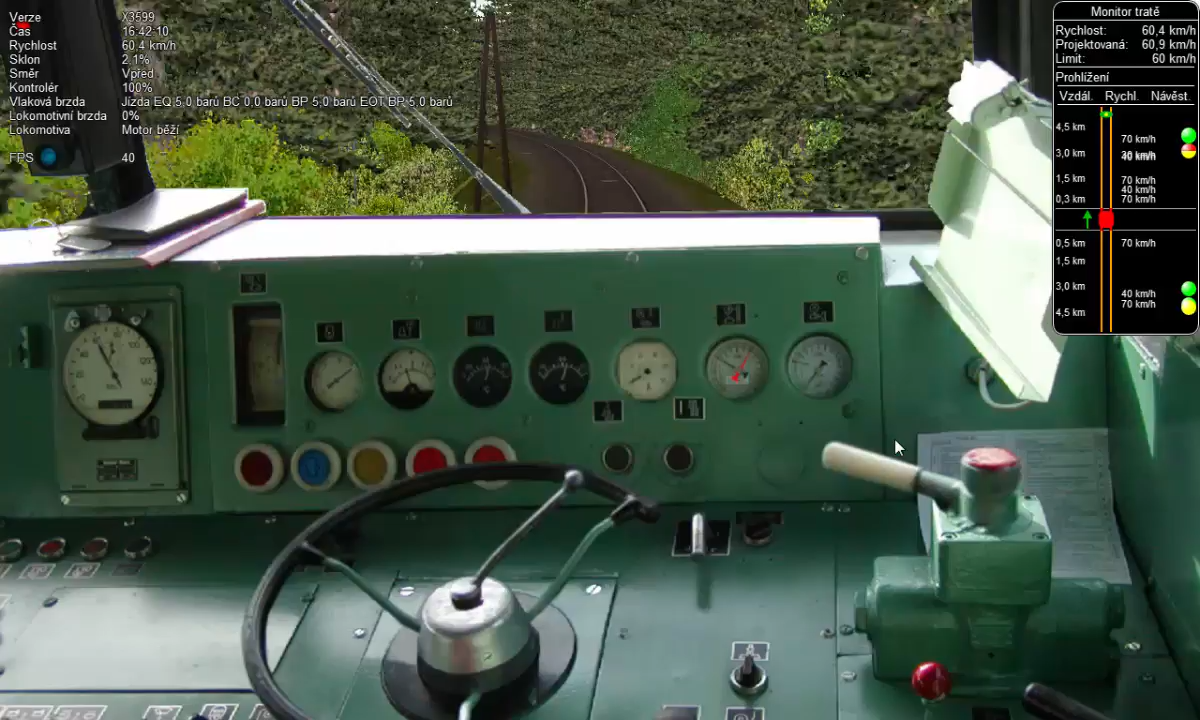 Verze X3599
Čas 16:42-10
Rychlost 60,4 km/h
Sklon 2.1%
Směr Vpřed
Kontrolér 100%
Vlaková brzda Jízda EQ 5,0 barů BC 0,0 barů BP 5,0 barů EOT BP 5,0 barů
Lokomotivní brzda 0%
Lokomotiva Motor běží
FPS 40
Monitor tratě
Rychlost: 60,4 km/h
Projektovaná: 60,9 km/h
Limit: 60 km/h
Prohlížení
Vzdál. Rychl. Návěst.
4,5 km
70 km/h
3,0 km
1,5 km 70 km/h
40 km/h
0,3 km 70 km/h
0,5 km 70 km/h
1,5 km
3,0 km
40 km/h
70 km/h
4,5 km